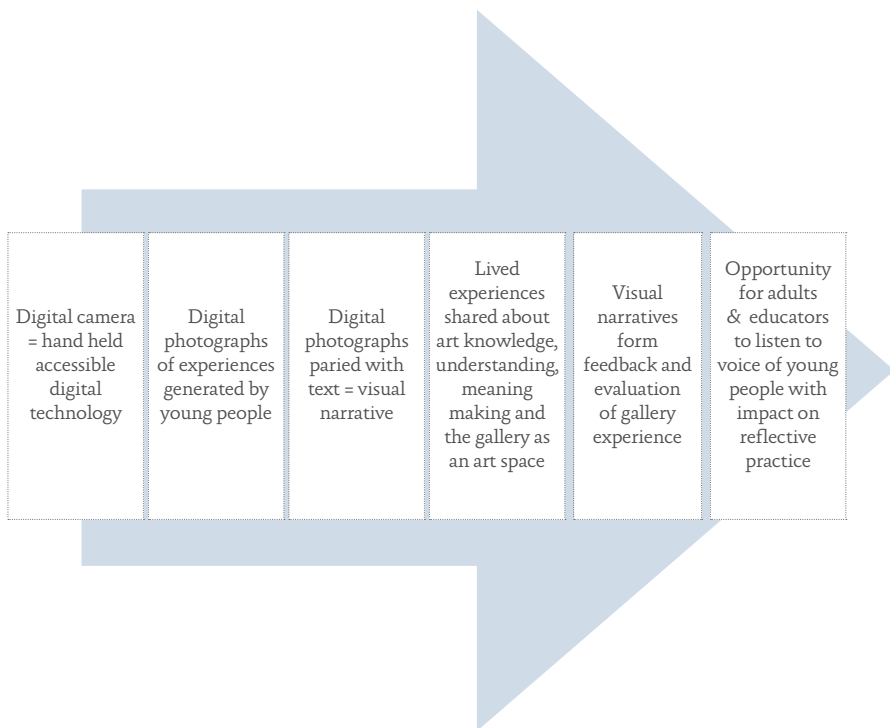 Digital camera
= hand held
accessible
digital
technology
Digital
photographs
of experiences
generated by
young people
Digital
photographs
paried with
text = visual
narrative
Lived
experiences
shared about
art knowledge,
understanding,
meaning
making and
the gallery as
an art space
Visual
narratives
form
feedback and
evaluation
of gallery
experience
Opportunity
for adults
& educators
to listen to
voice of young
people with
impact on
reflective
practice